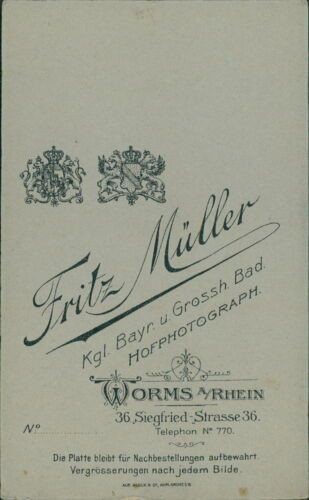 Fritz Müller
Kgl. Bayr. u. Grossh. Bad.
HOFPHOTOGRAPH.
WORMS A/RHEIN
36, Siegfried-Strasse 36.
Telephon Nº 770.
Nº
Die Platte bleibt für Nachbestellungen aufbewahrt.
Vergrösserungen nach jedem Bilde.